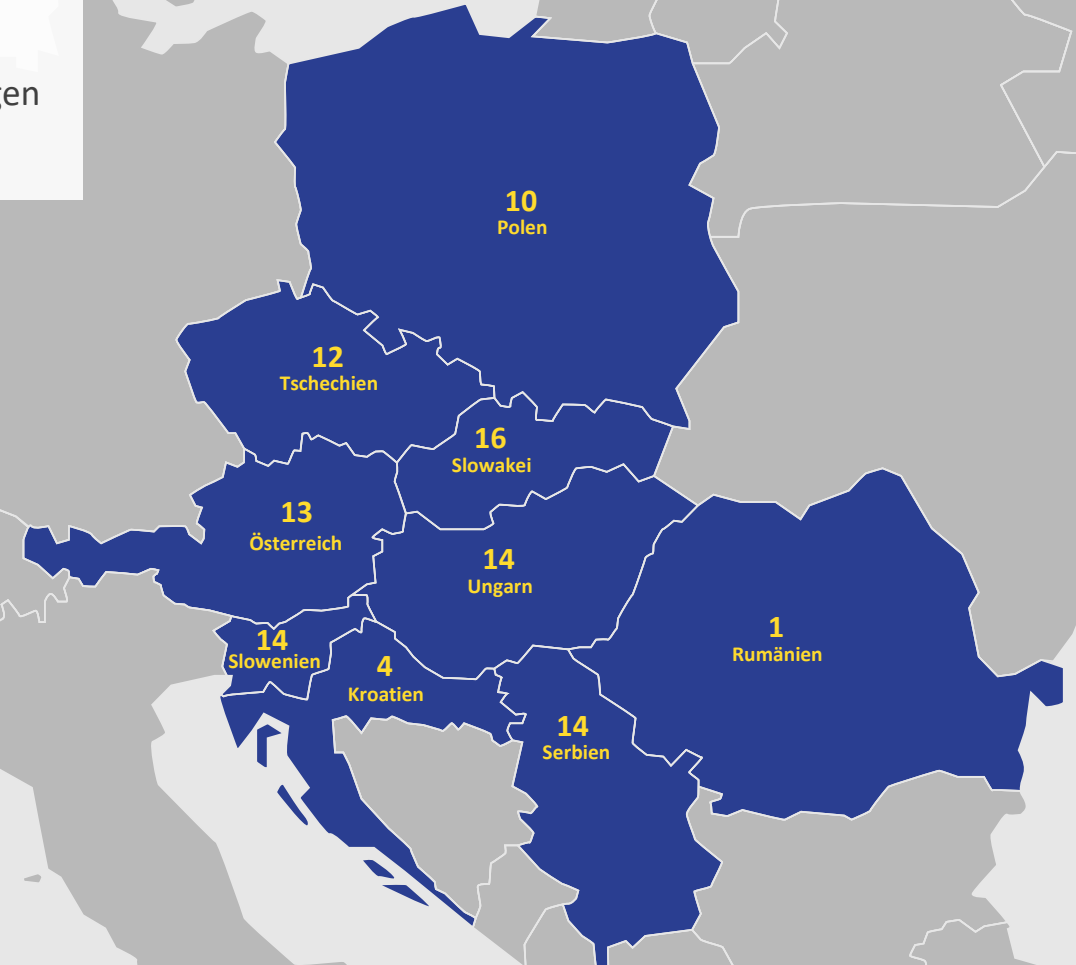 10
Polen
12
Tschechien
16
Slowakei
13
Österreich
14
Ungarn
1
Rumänien
14
Slowenien
4
Kroatien
14
Serbien